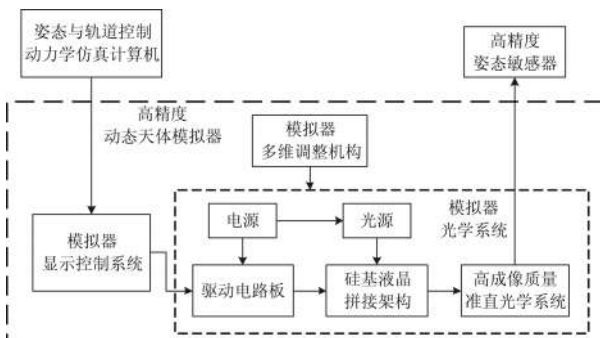 姿态与轨道控制
动力学仿真计算机
高精度
姿态敏感器
高精度
动态天体模拟器
模拟器
多维调整机构
模拟器
显示控制系统
电源
光源
模拟器
光学系统
驱动电路板
硅基液晶
拼接架构
高成像质量
准直光学系统